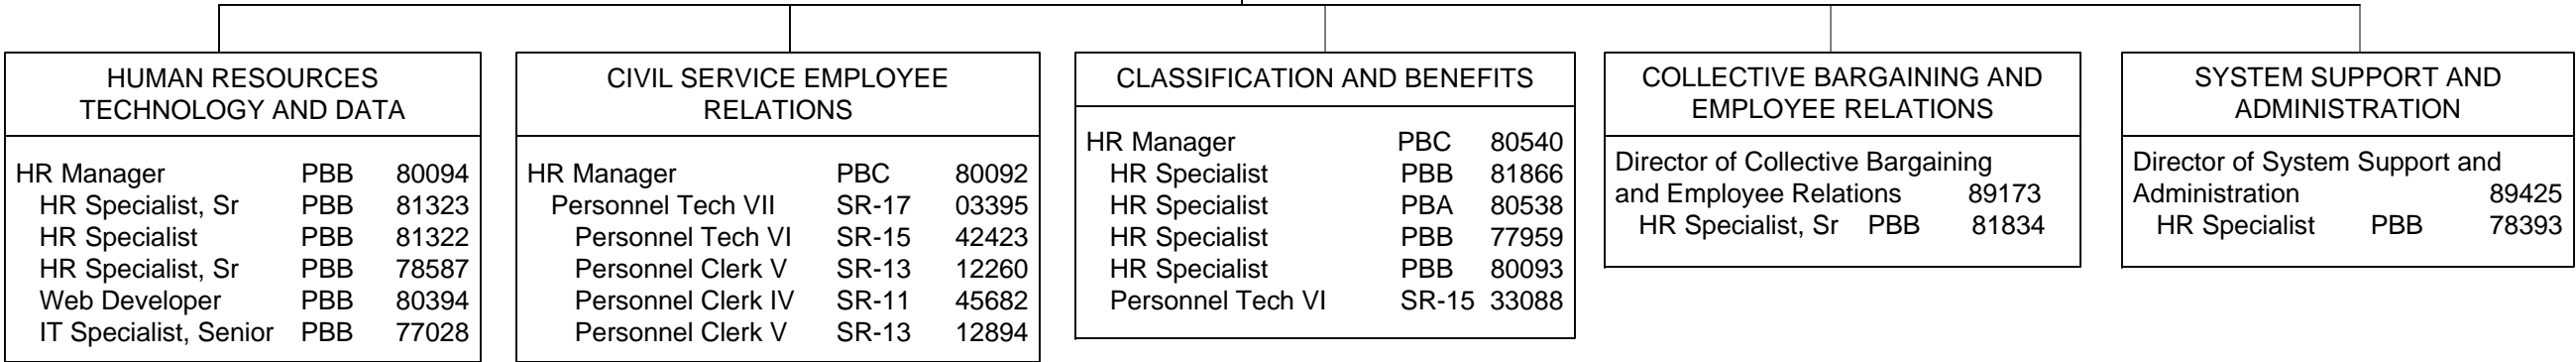 HUMAN RESOURCES
TECHNOLOGY AND DATA
HR Manager PBB 80094
HR Specialist, Sr PBB 81323
HR Specialist PBB 81322
HR Specialist, Sr PBB 78587
Web Developer PBB 80394
IT Specialist, Senior PBB 77028
CIVIL SERVICE EMPLOYEE
RELATIONS
HR Manager PBC 80092
Personnel Tech VII SR-17 03395
Personnel Tech VI SR-15 42423
Personnel Clerk V SR-13 12260
Personnel Clerk IV SR-11 45682
Personnel Clerk V SR-13 12894
CLASSIFICATION AND BENEFITS
HR Manager PBC 80540
HR Specialist PBB 81866
HR Specialist PBA 80538
HR Specialist PBB 77959
HR Specialist PBB 80093
Personnel Tech VI SR-15 33088
COLLECTIVE BARGAINING AND
EMPLOYEE RELATIONS
Director of Collective Bargaining
and Employee Relations 89173
HR Specialist, Sr PBB 81834
SYSTEM SUPPORT AND
ADMINISTRATION
Director of System Support and
Administration 89425
HR Specialist PBB 78393